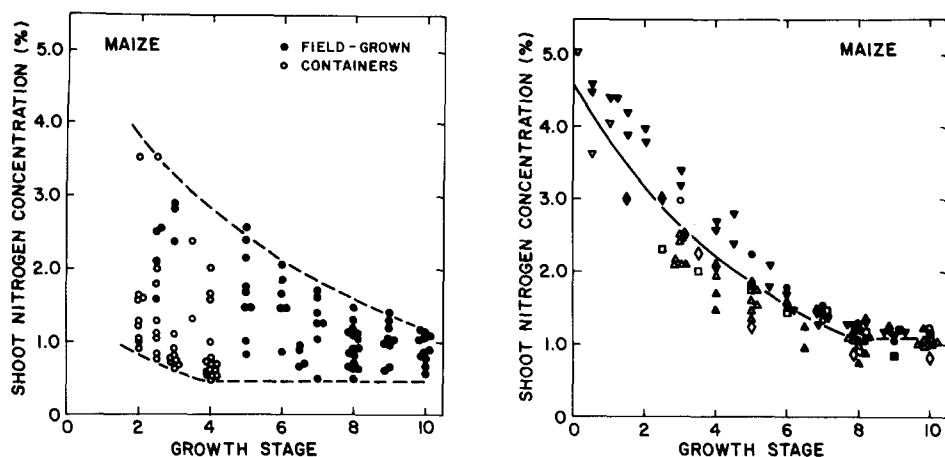 SHOOT NITROGEN CONCENTRATION (%)
MAIZE
● FIELD-GROWN
○ CONTAINERS
5.0
4.0
3.0
2.0
1.0
0
0 2 4 6 8 10
GROWTH STAGE
SHOOT NITROGEN CONCENTRATION (%)
MAIZE
5.0
4.0
3.0
2.0
1.0
0
0 2 4 6 8 10
GROWTH STAGE